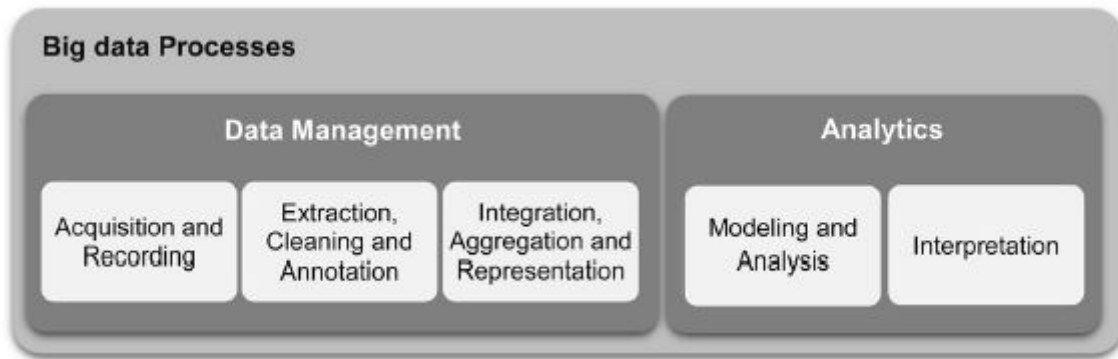 Big data Processes
Data Management
Acquisition and
Recording
Extraction,
Cleaning and
Annotation
Integration,
Aggregation and
Representation
Analytics
Modeling and
Analysis
Interpretation